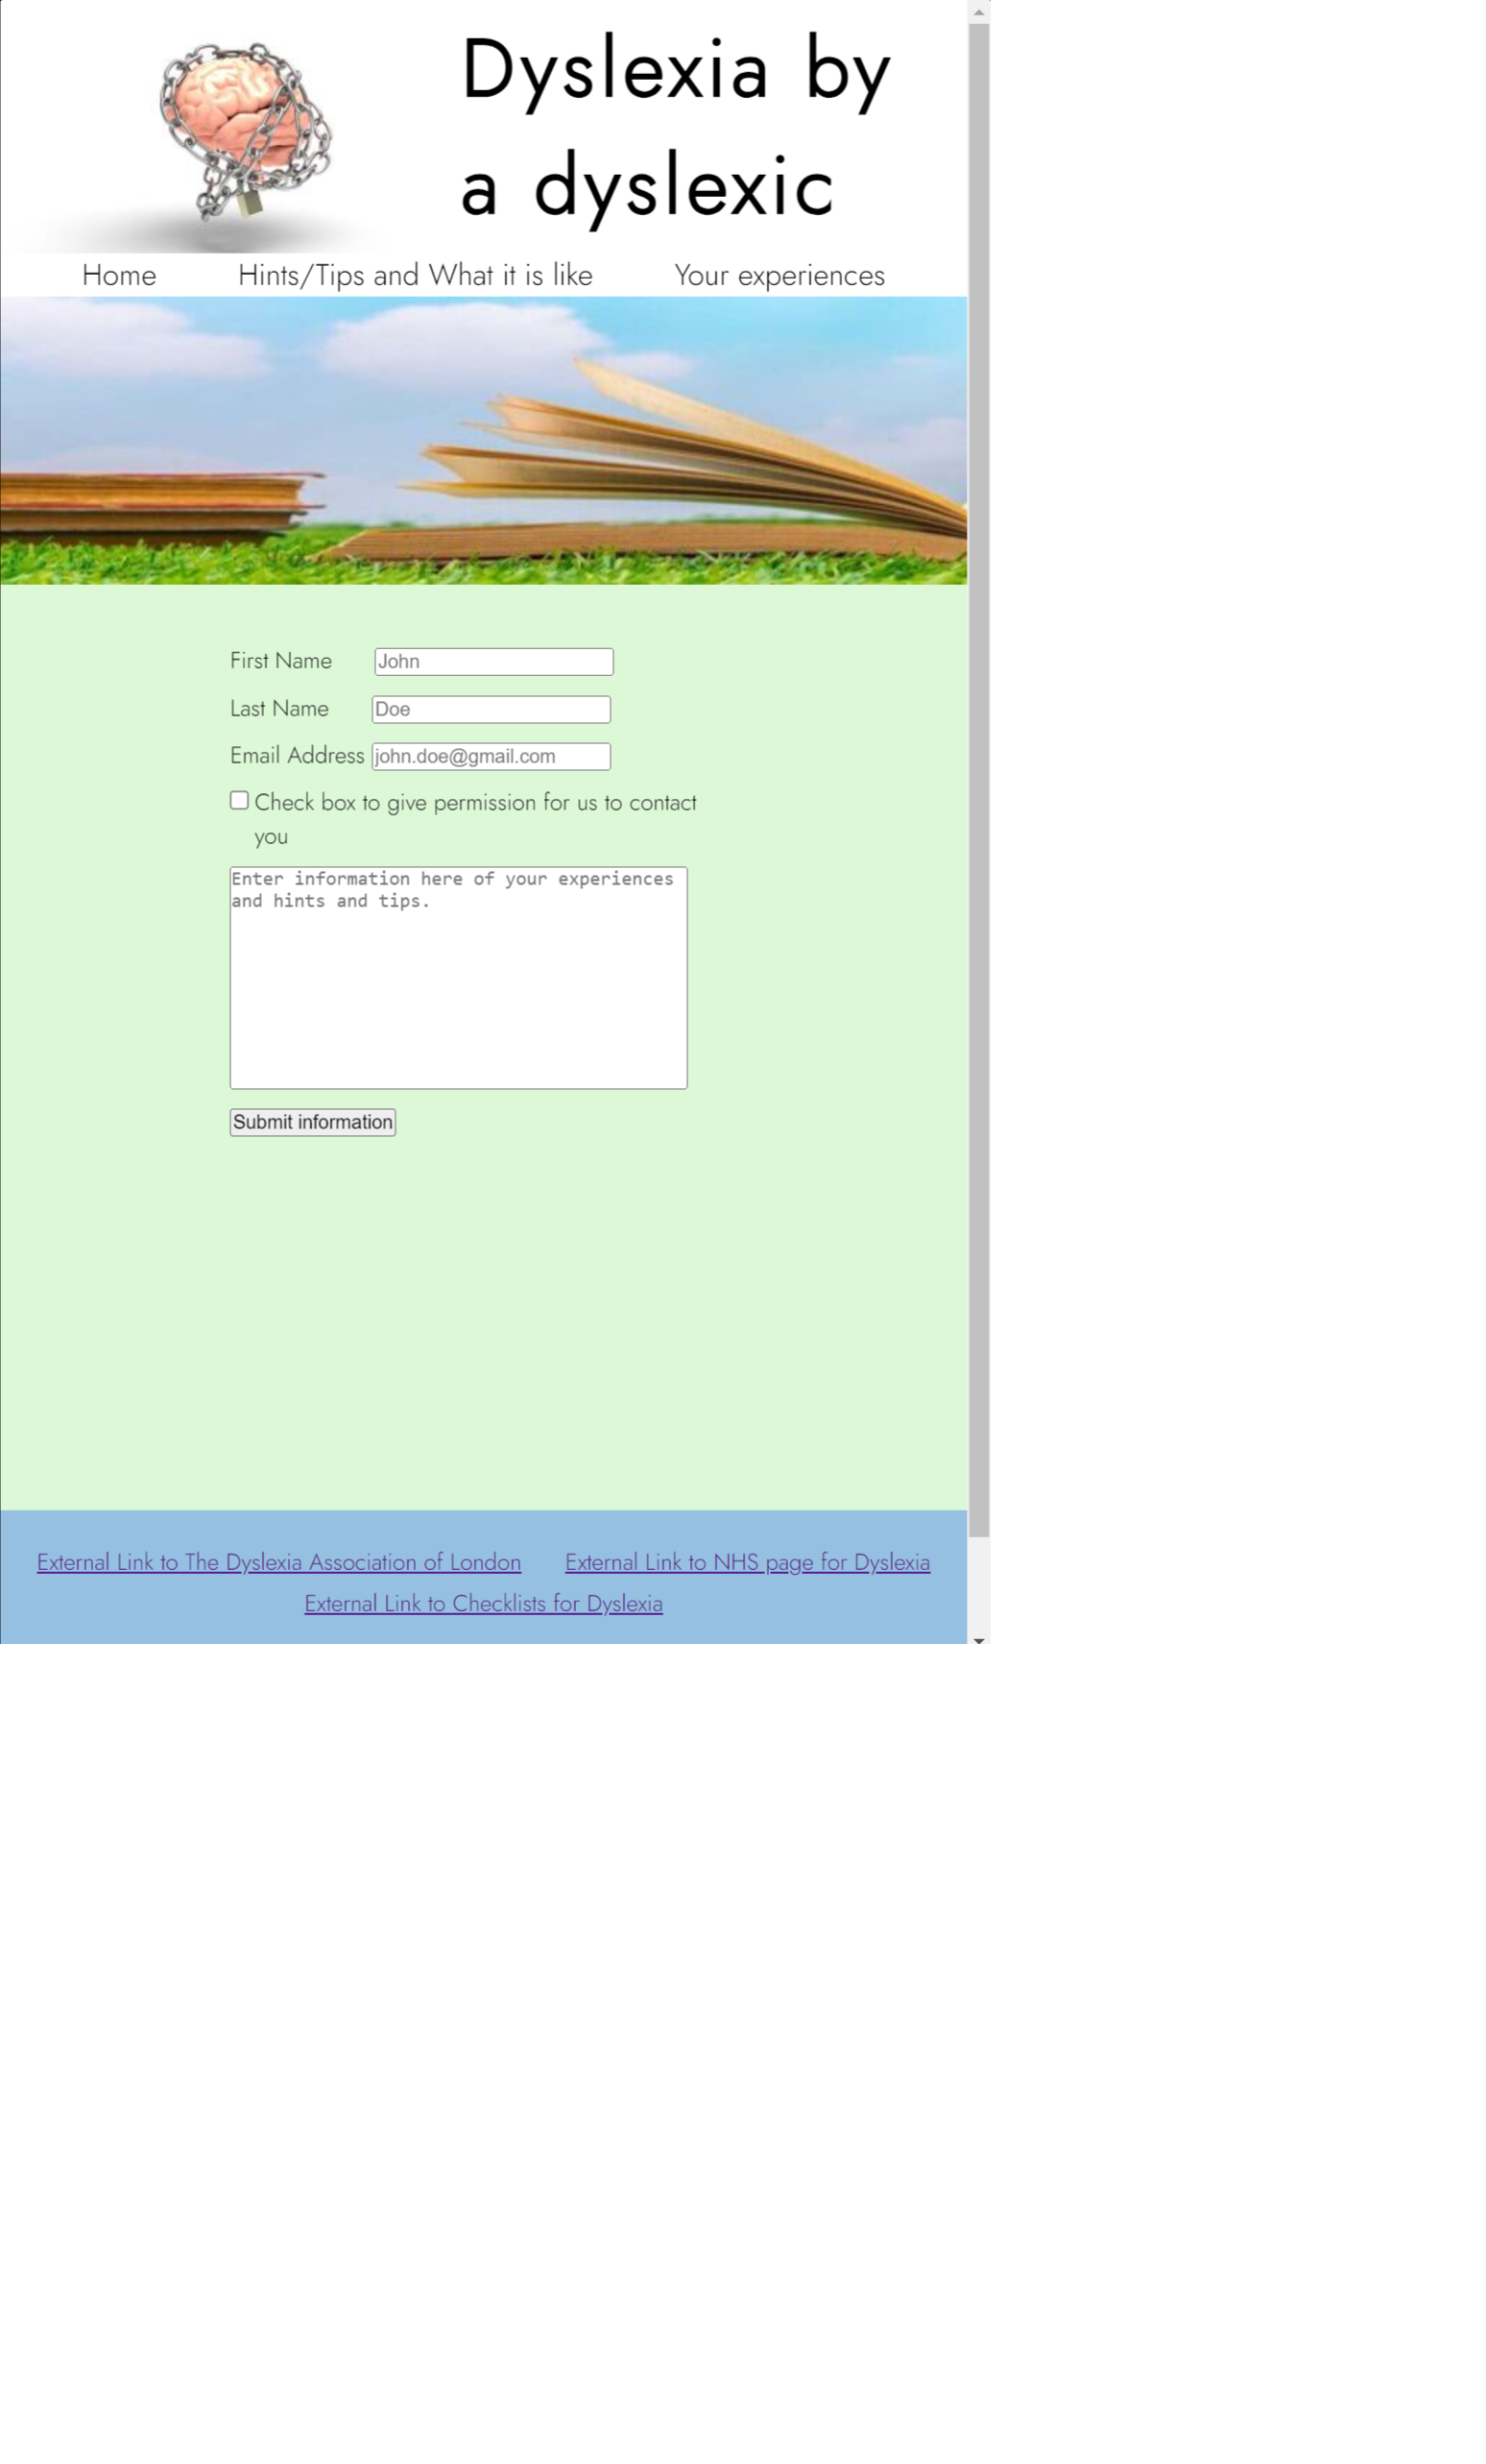 Dyslexia by
a dyslexic
Home Hints/Tips and What it is like Your experiences
First Name John
Last Name Doe
Email Address john.doe@gmail.com
Check box to give permission for us to contact
you
Enter information here of your experiences
and hints and tips.
Submit information
External Link to The Dyslexia Association of London External Link to NHS page for Dyslexia
External Link to Checklists for Dyslexia